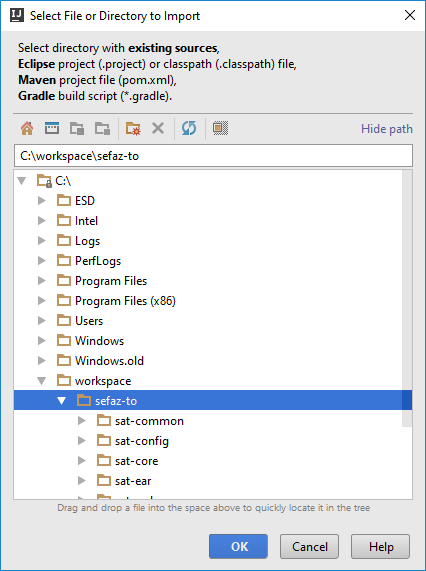 Select File or Directory to Import
Select directory with existing sources,
Eclipse project (.project) or classpath (.classpath) file,
Maven project file (pom.xml),
Gradle build script (*.gradle).
Hide path
C:\workspace\sefaz-to
C:\
ESD
Intel
Logs
PerfLogs
Program Files
Program Files (x86)
Users
Windows
Windows.old
workspace
sefaz-to
sat-common
sat-config
sat-core
sat-ear
Drag and drop a file into the space above to quickly locate it in the tree
OK Cancel Help